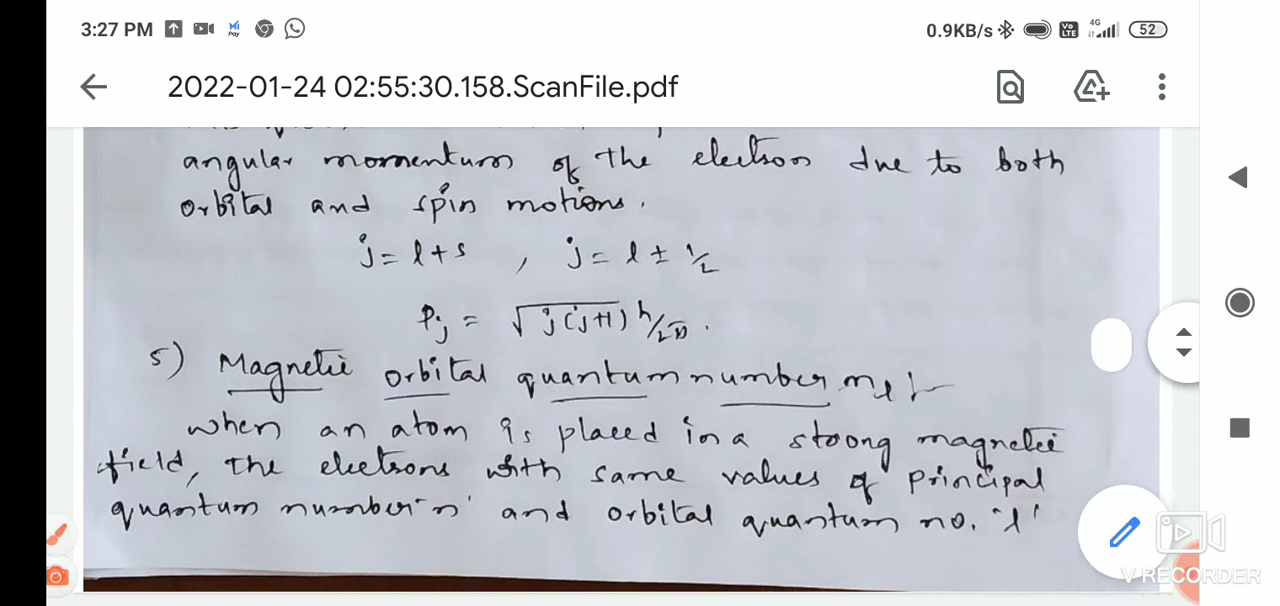 3:27 PM
0.9KB/s 4G 52
2022-01-24 02:55:30.158.ScanFile.pdf
angular momentum of the electron due to both
orbital and spin motions.
j = l + s , j = l ± 1/2
Pj = √j(j+1) h/2π .
5) Magnetic orbital quantum number ml :-
when an atom is placed in a strong magnetic
field, the electrons with same values of principal
quantum number 'n' and orbital quantum no. 'l'
V RECORDER